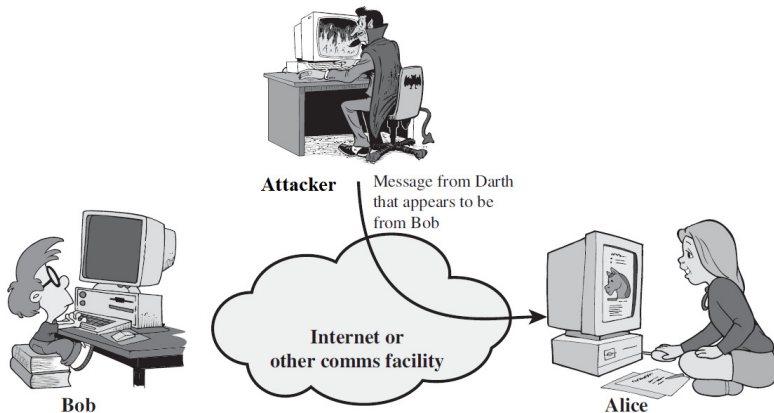 Attacker
Message from Darth
that appears to be
from Bob
Internet or
other comms facility
Bob
Alice